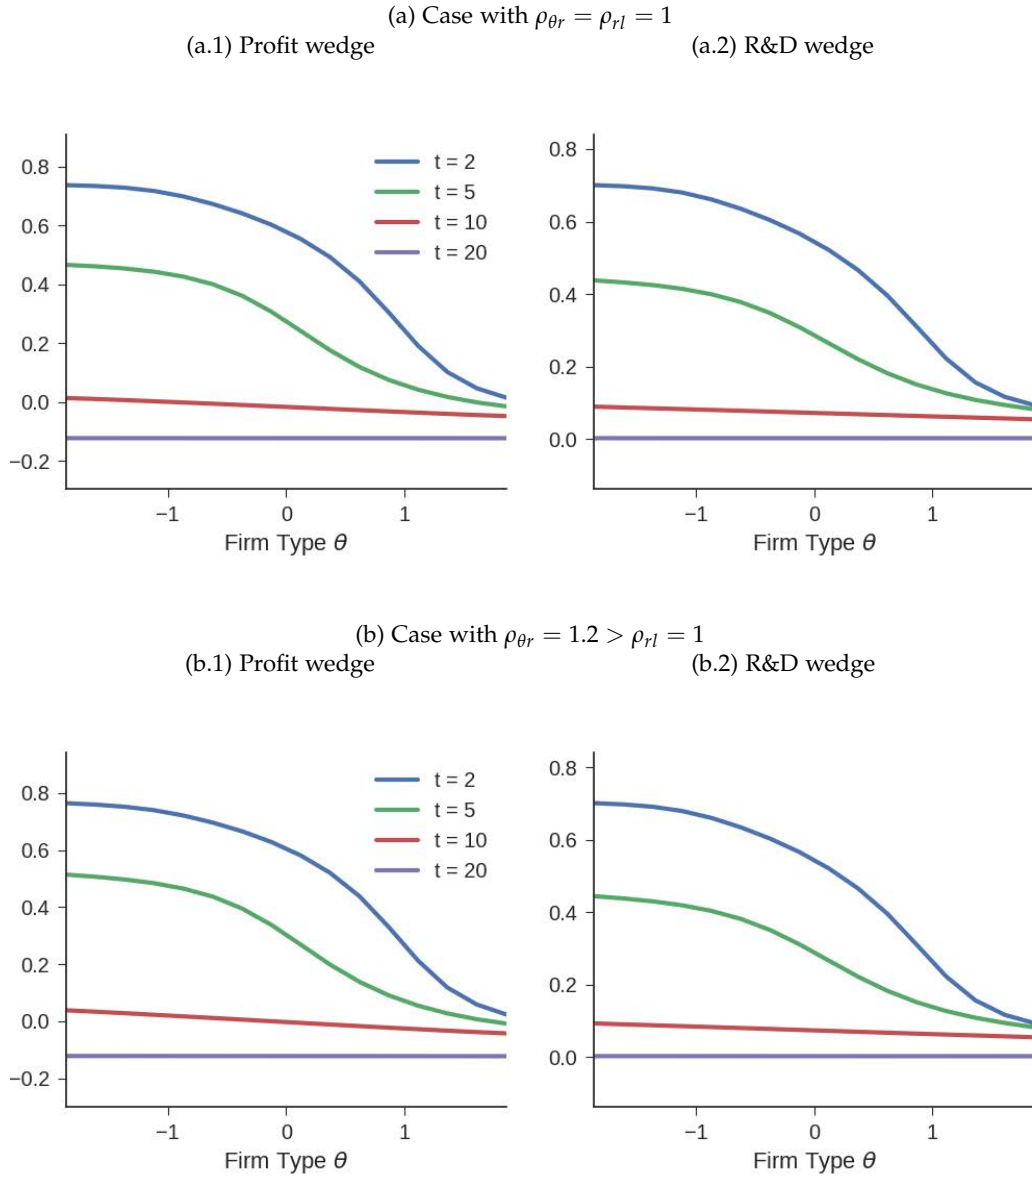 (a) Case with ρθr = ρrl = 1
(a.1) Profit wedge
(a.2) R&D wedge
0.8
0.6
0.4
0.2
0.0
−0.2
t = 2
t = 5
t = 10
t = 20
−1
0
1
Firm Type θ
0.8
0.6
0.4
0.2
0.0
−1
0
1
Firm Type θ
(b) Case with ρθr = 1.2 > ρrl = 1
(b.1) Profit wedge
(b.2) R&D wedge
0.8
0.6
0.4
0.2
0.0
−0.2
t = 2
t = 5
t = 10
t = 20
−1
0
1
Firm Type θ
0.8
0.6
0.4
0.2
0.0
−1
0
1
Firm Type θ